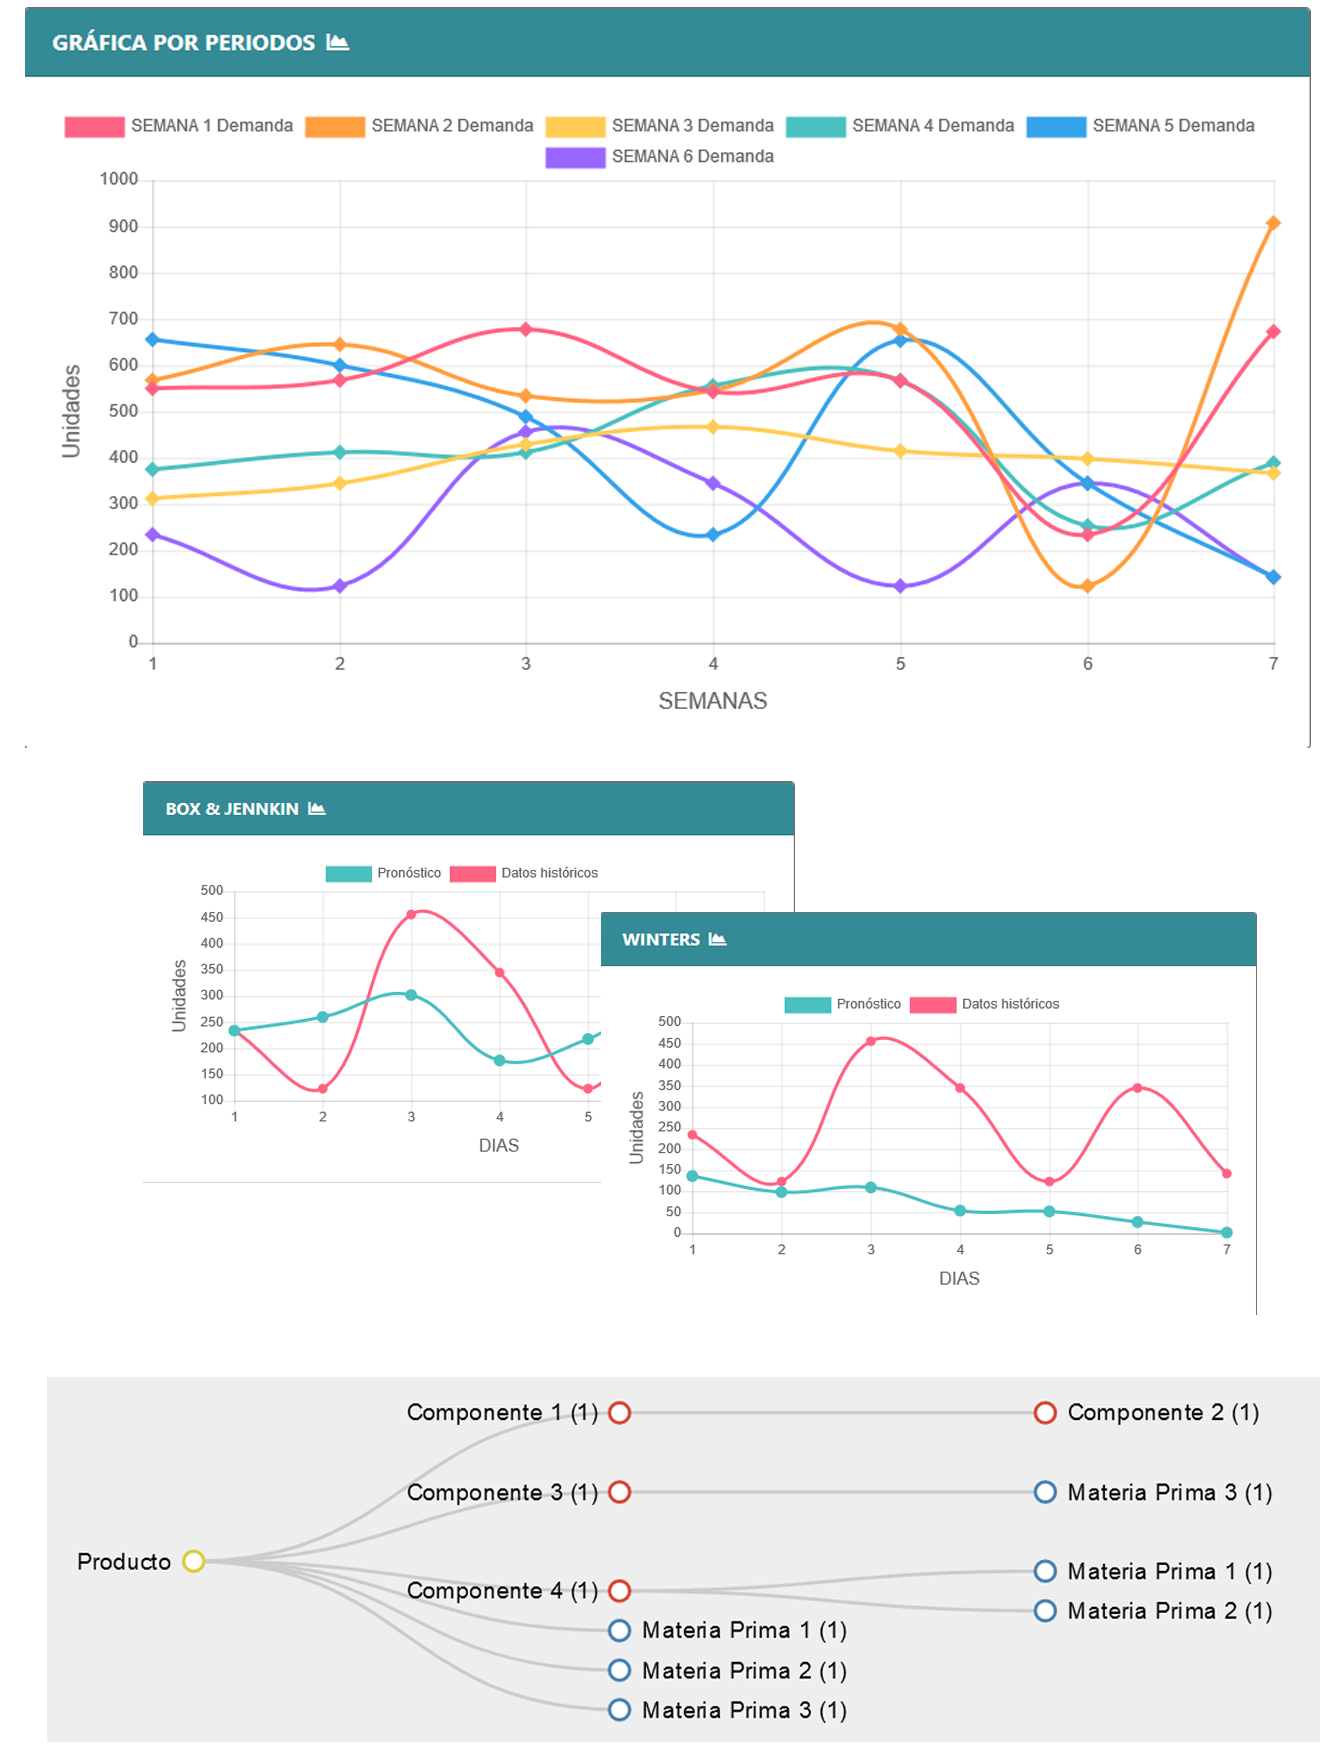 GRÁFICA POR PERIODOS
SEMANA 1 Demanda SEMANA 2 Demanda SEMANA 3 Demanda SEMANA 4 Demanda SEMANA 5 Demanda
SEMANA 6 Demanda
1000
900
800
700
600
500
400
300
200
100
0
Unidades
1 2 3 4 5 6 7
SEMANAS
BOX & JENNKIN
Pronóstico Datos históricos
500
450
400
350
300
250
200
150
100
Unidades
1 2 3 4 5
DIAS
WINTERS
Pronóstico Datos históricos
500
450
400
350
300
250
200
150
100
50
0
Unidades
1 2 3 4 5 6 7
DIAS
Componente 1 (1) Componente 2 (1)
Componente 3 (1) Materia Prima 3 (1)
Producto
Materia Prima 1 (1)
Componente 4 (1)
Materia Prima 2 (1)
Materia Prima 1 (1)
Materia Prima 2 (1)
Materia Prima 3 (1)